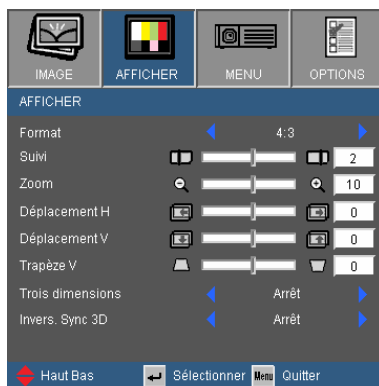 IMAGE AFFICHER MENU OPTIONS
AFFICHER
Format 4:3
Suivi 2
Zoom 10
Déplacement H 0
Déplacement V 0
Trapèze V 0
Trois dimensions Arrêt
Invers. Sync 3D Arrêt
Haut Bas Sélectionner Menu Quitter